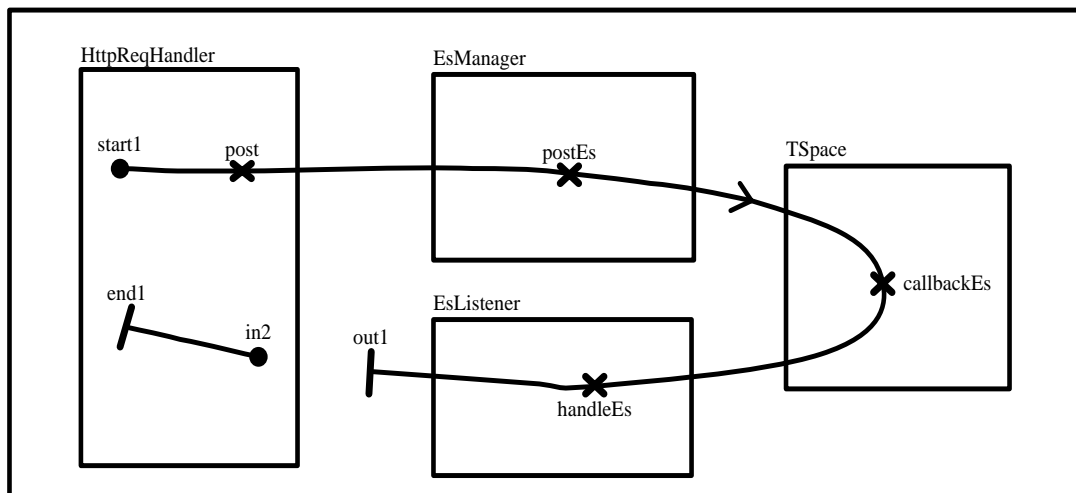 HttpReqHandler
EsManager
start1
post
postEs
TSpace
callbackEs
end1
in2
EsListener
out1
handleEs